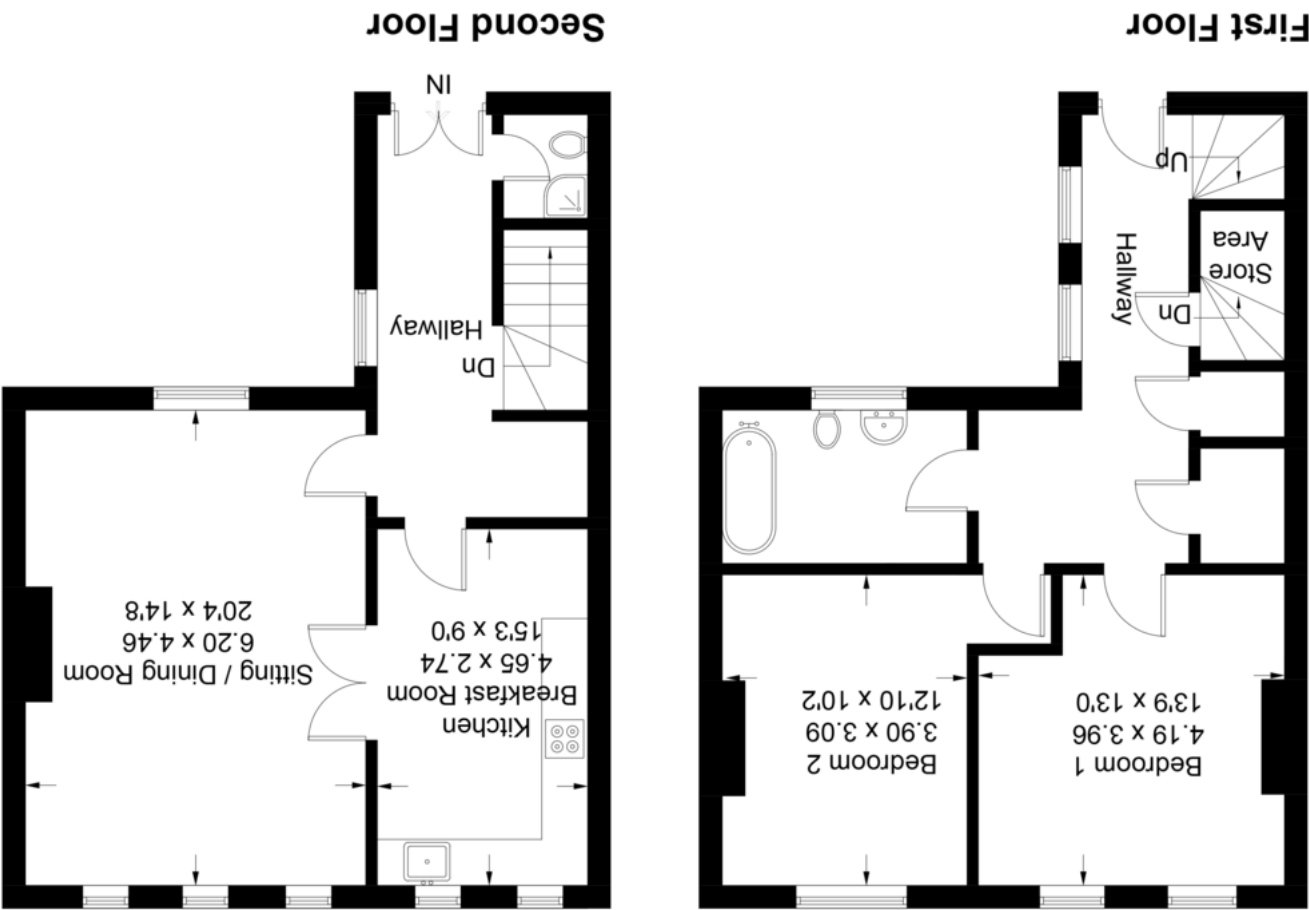 First Floor
Bedroom 1
4.19 x 3.96
13'9 x 13'0
Bedroom 2
3.90 x 3.09
12'10 x 10'2
Dn
Store
Area
Hallway
Up
Second Floor
Kitchen
Breakfast Room
4.65 x 2.74
15'3 x 9'0
Sitting / Dining Room
6.20 x 4.46
20'4 x 14'8
Dn
Hallway
IN